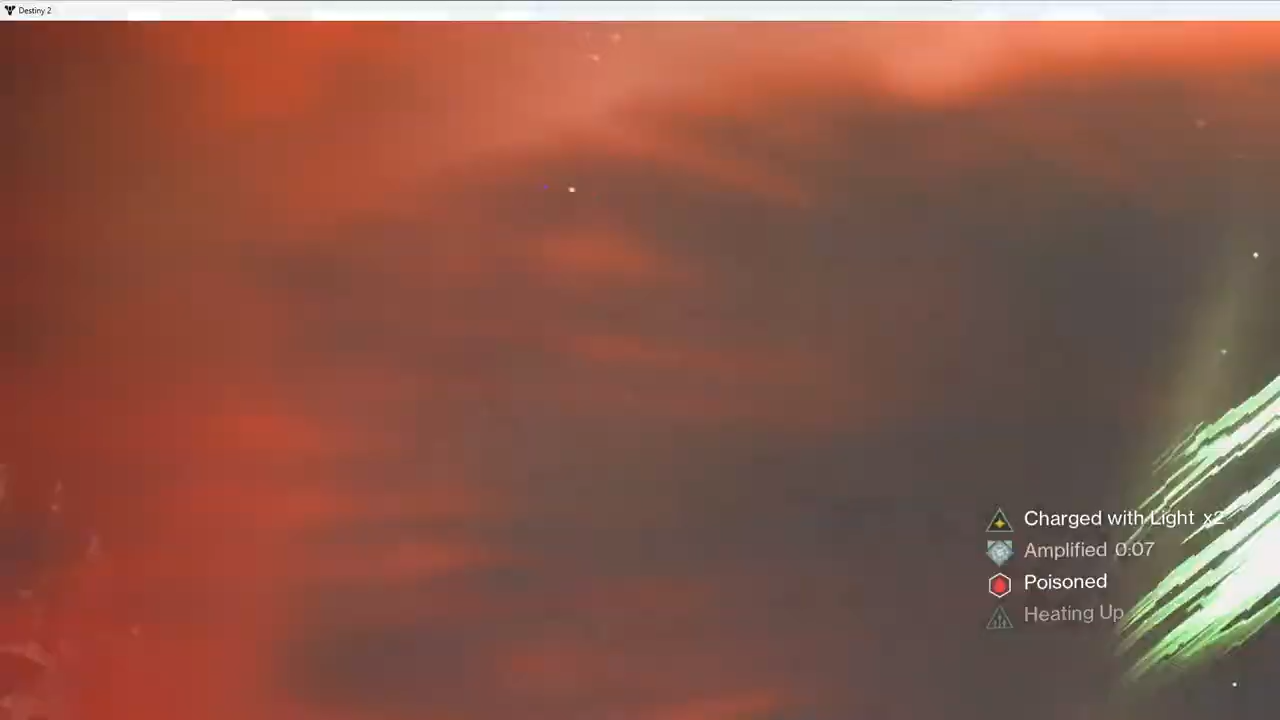 Destiny 2
Charged with Light x2
Amplified 0:07
Poisoned
Heating Up